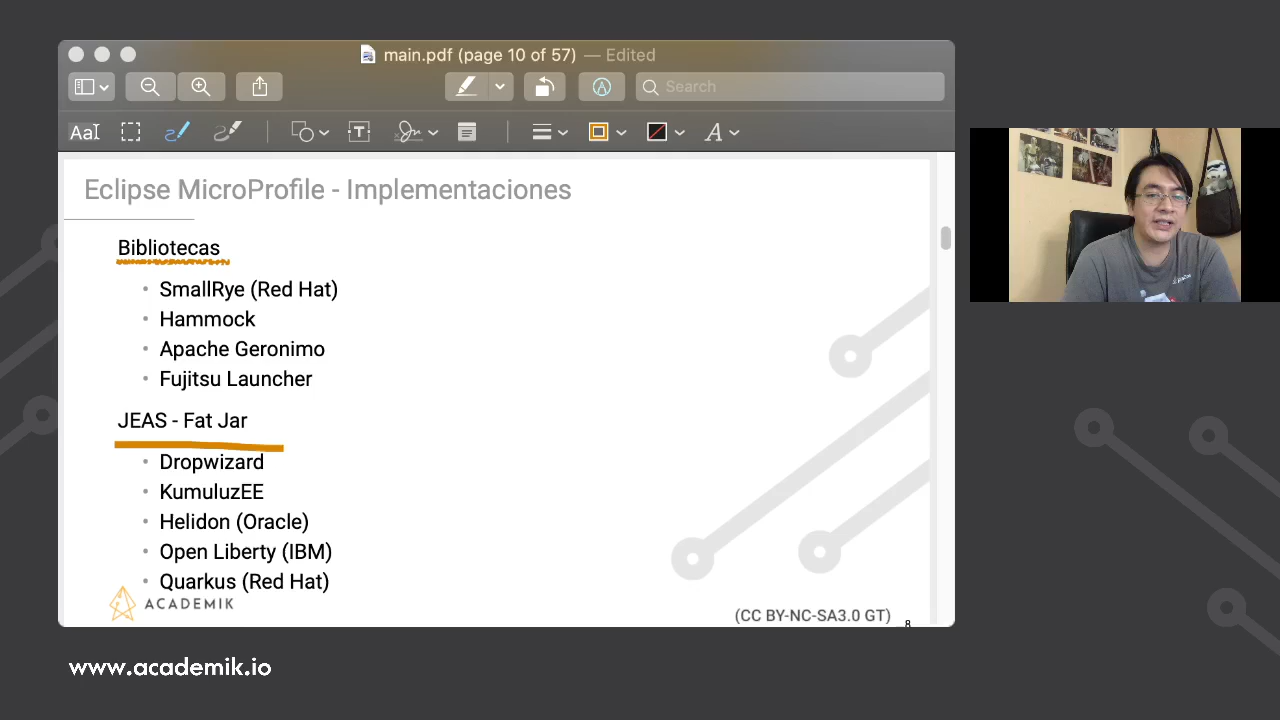 main.pdf (page 10 of 57) — Edited
Search
AaI
T
A
A
Eclipse MicroProfile - Implementaciones
Bibliotecas
• SmallRye (Red Hat)
• Hammock
• Apache Geronimo
• Fujitsu Launcher
JEAS - Fat Jar
• Dropwizard
• KumuluzEE
• Helidon (Oracle)
• Open Liberty (IBM)
• Quarkus (Red Hat)
ACADEMIK
(CC BY-NC-SA3.0 GT)
8
www.academik.io